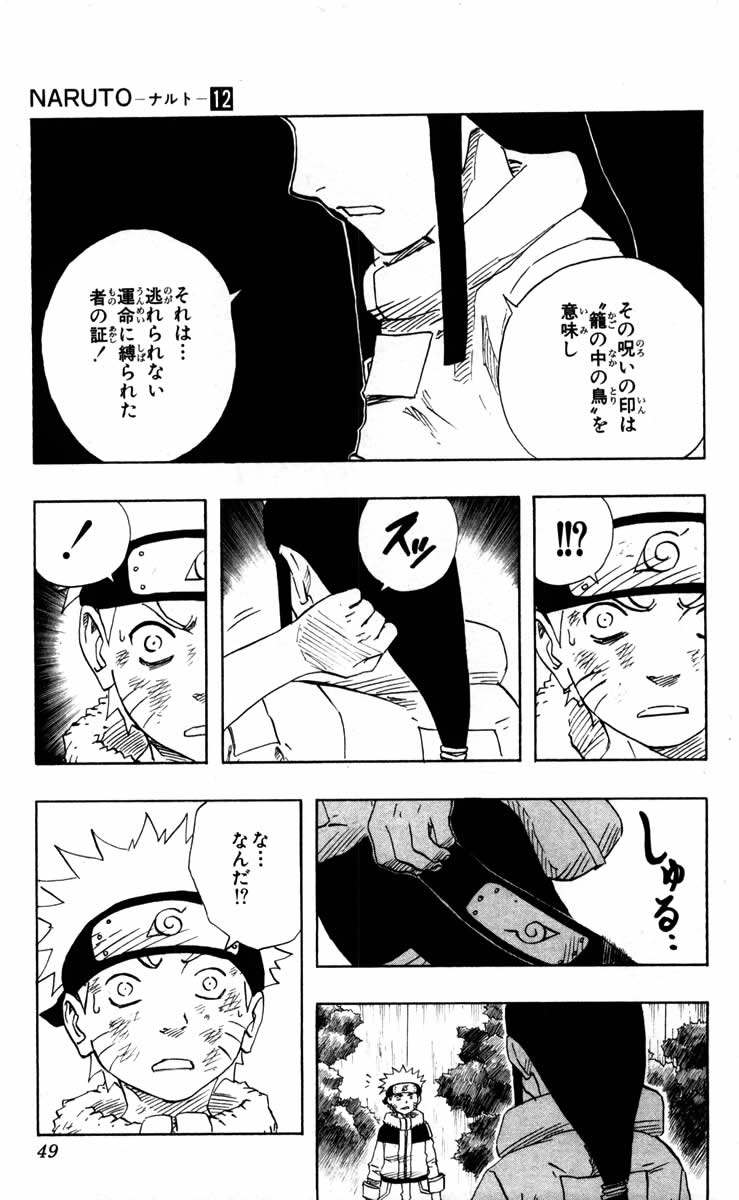 NARUTO—ナルト—12
その呪いの印は
“籠の中の鳥”を
意味し
それは…
逃れられない
運命に縛られた
者の証!
!!?
ズッ
!
しゅる‥
な…
なんだ!?
49